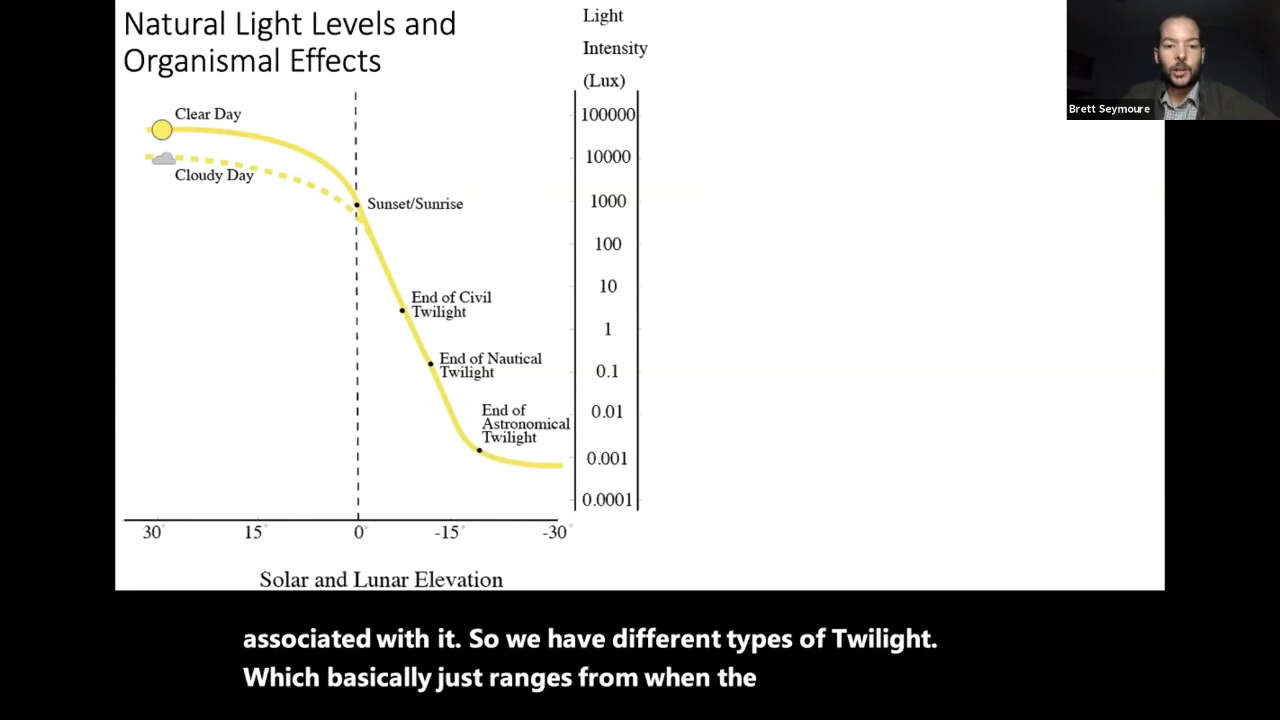 Natural Light Levels and
Organismal Effects
Light
Intensity
(Lux)
Brett Seymoure
Clear Day
Cloudy Day
Sunset/Sunrise
End of Civil
Twilight
End of Nautical
Twilight
End of
Astronomical
Twilight
100000
10000
1000
100
10
1
0.1
0.01
0.001
0.0001
30° 15° 0° -15° -30°
Solar and Lunar Elevation
associated with it. So we have different types of Twilight.
Which basically just ranges from when the